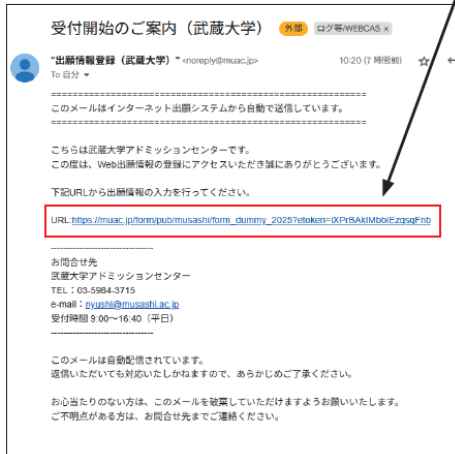 受付開始のご案内（武蔵大学） 外部 ログ等/WEBCAS ×
"出願情報登録（武蔵大学）" <noreply@muac.jp> 10:20 (7 時間前)
To 自分
================================================================
このメールはインターネット出願システムから自動で送信しています。
================================================================
こちらは武蔵大学アドミッションセンターです。
この度は、Web出願情報の登録にアクセスいただき誠にありがとうございます。
下記URLから出願情報の入力を行ってください。
URL:https://muac.jp/form/pub/musashi/form_dummy_2025?etoken=iXPrBAkIMbbIEzgsqFnb
--------------------------------
お問合せ先
武蔵大学アドミッションセンター
TEL：03-5984-3715
e-mail：nyushi@musashi.ac.jp
受付時間 9:00～16:40（平日）
--------------------------------
このメールは自動配信されています。
返信いただいても対応いたしかねますので、あらかじめご了承ください。
お心当たりのない方は、このメールを破棄していただけますようお願いいたします。
ご不明点がある方は、お問合せ先までご連絡ください。